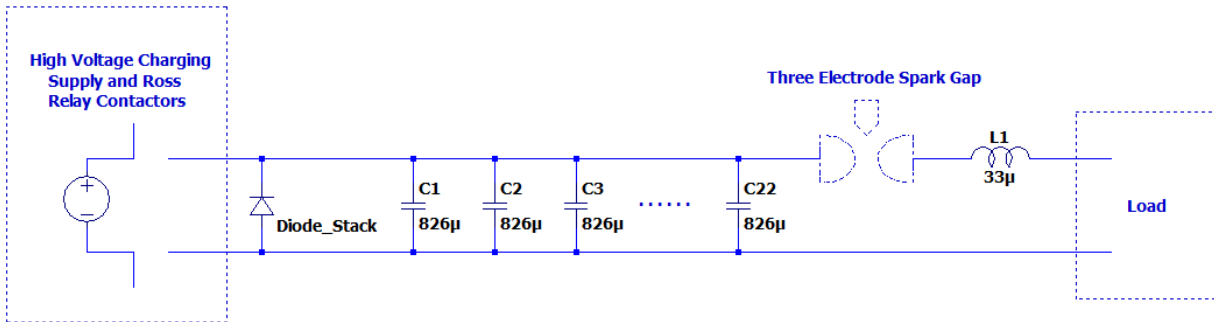 High Voltage Charging
Supply and Ross
Relay Contactors
Three Electrode Spark Gap
L1
33µ
C1
826µ
C2
826µ
C3
826µ
......
C22
826µ
Diode_Stack
Load